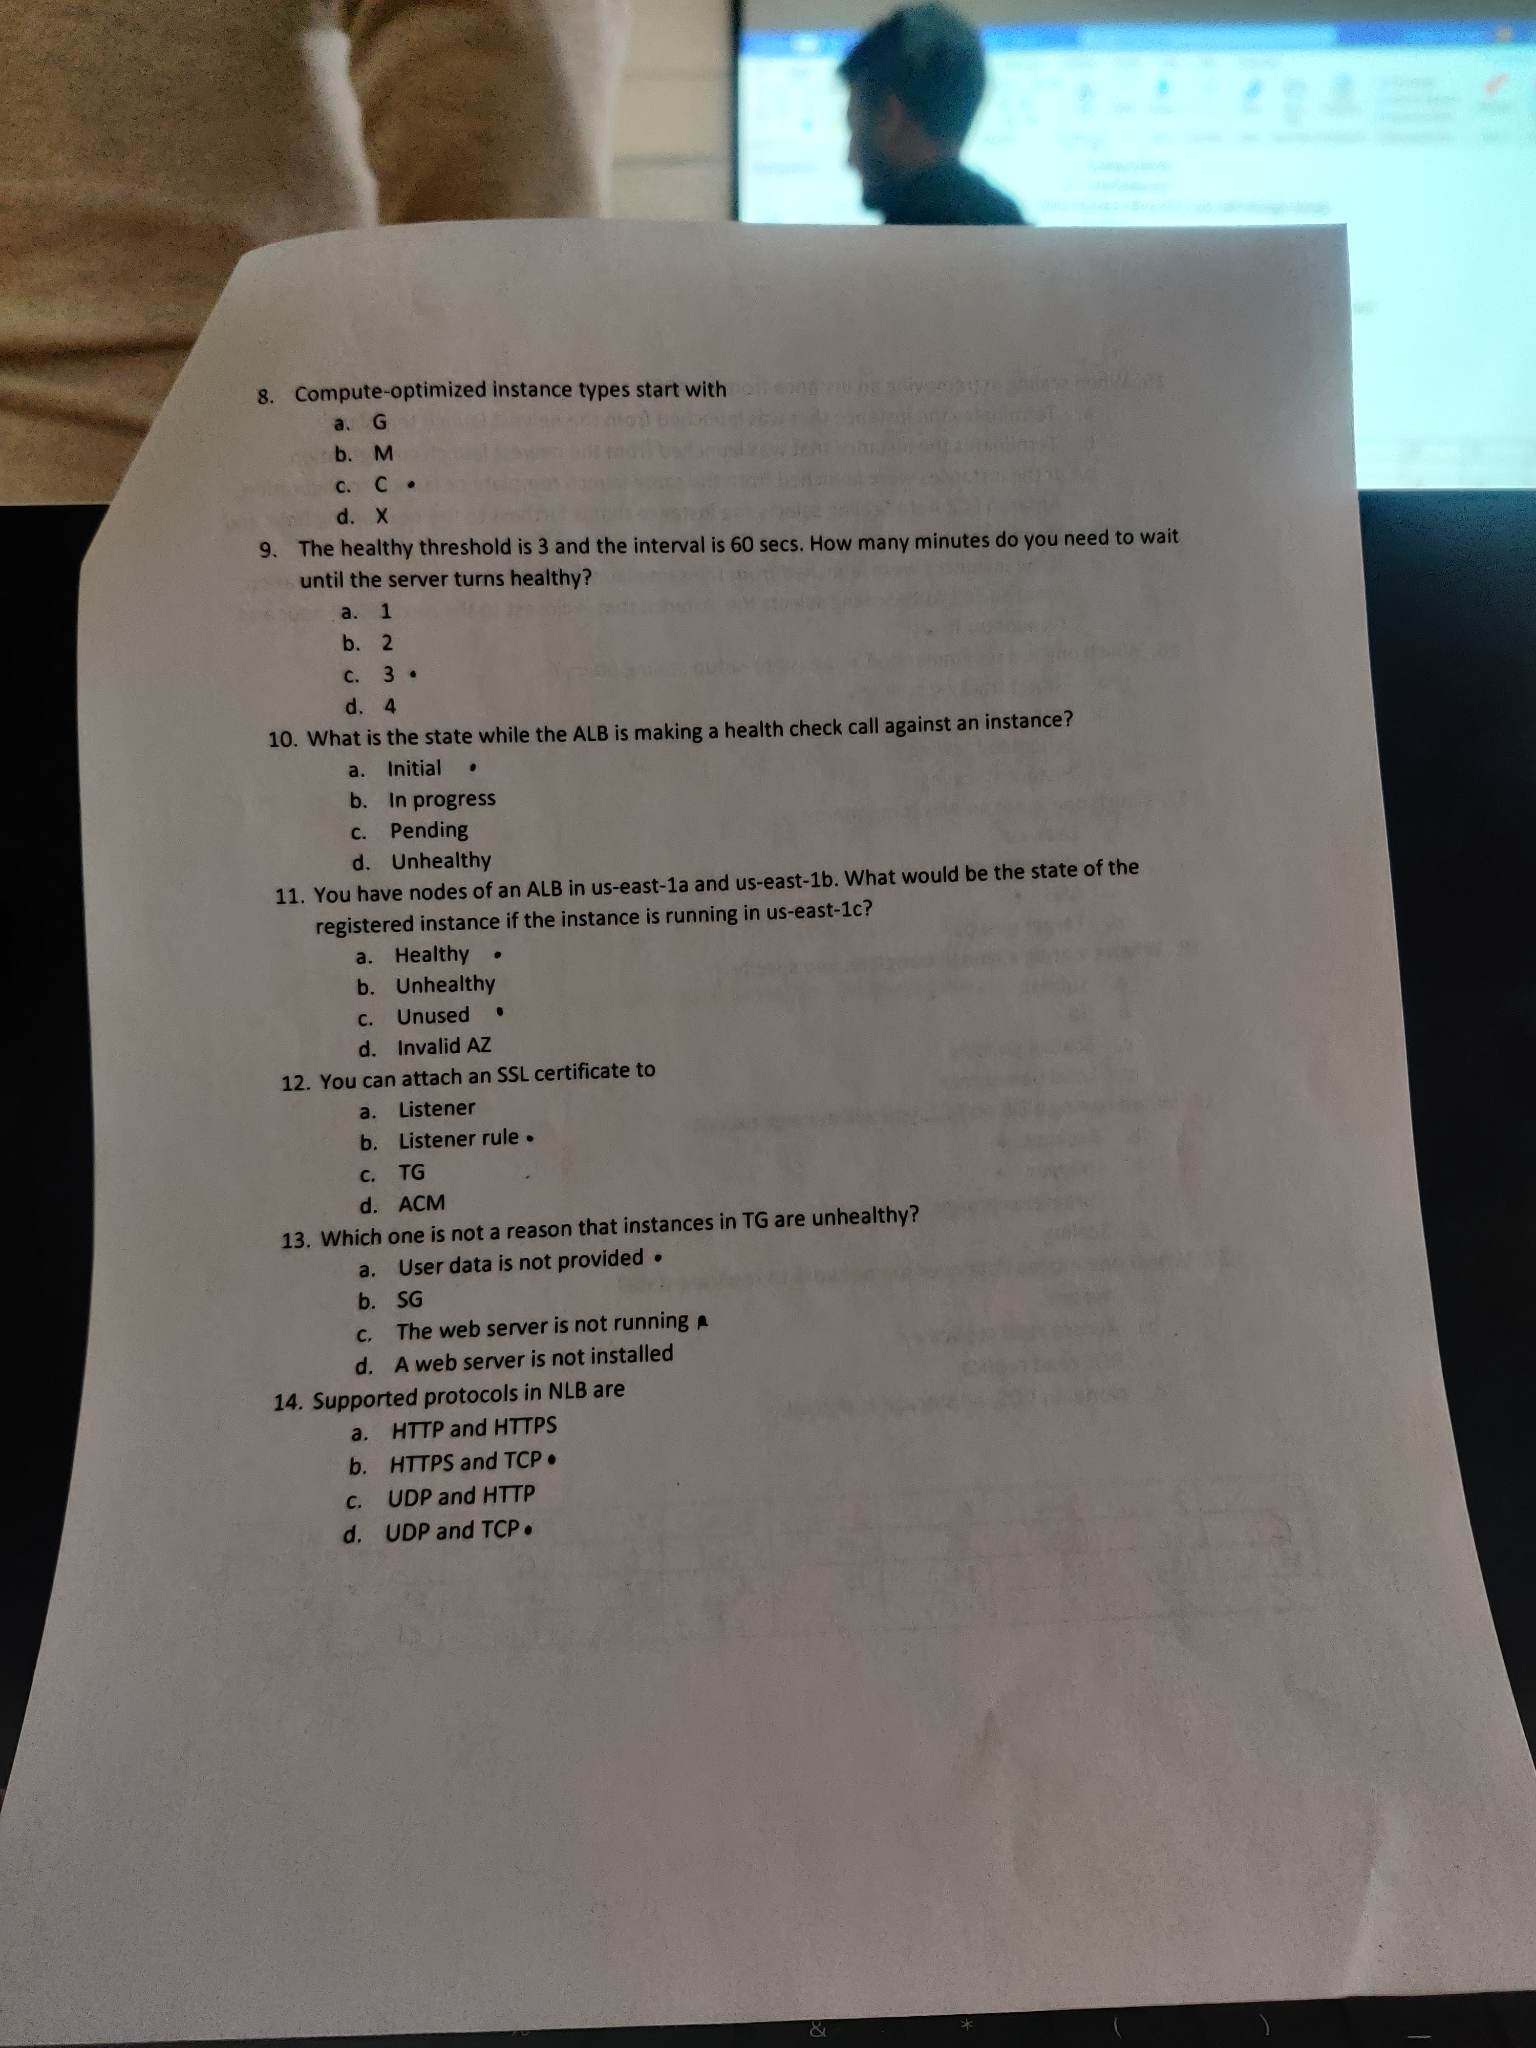 8. Compute-optimized instance types start with
a. G
b. M
c. C •
d. X
9. The healthy threshold is 3 and the interval is 60 secs. How many minutes do you need to wait
until the server turns healthy?
a. 1
b. 2
c. 3 •
d. 4
10. What is the state while the ALB is making a health check call against an instance?
a. Initial •
b. In progress
c. Pending
d. Unhealthy
11. You have nodes of an ALB in us-east-1a and us-east-1b. What would be the state of the
registered instance if the instance is running in us-east-1c?
a. Healthy •
b. Unhealthy
c. Unused •
d. Invalid AZ
12. You can attach an SSL certificate to
a. Listener
b. Listener rule •
c. TG
d. ACM
13. Which one is not a reason that instances in TG are unhealthy?
a. User data is not provided •
b. SG
c. The web server is not running
d. A web server is not installed
14. Supported protocols in NLB are
a. HTTP and HTTPS
b. HTTPS and TCP •
c. UDP and HTTP
d. UDP and TCP •
& * ( ) _